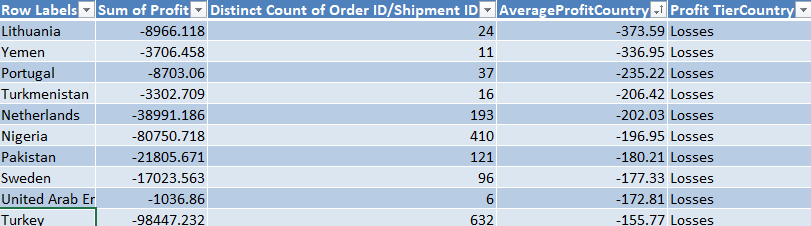 Row Labels Sum of Profit Distinct Count of Order ID/Shipment ID AverageProfitCountry Profit TierCountry
Lithuania -8966.118 24 -373.59 Losses
Yemen -3706.458 11 -336.95 Losses
Portugal -8703.06 37 -235.22 Losses
Turkmenistan -3302.709 16 -206.42 Losses
Netherlands -38991.186 193 -202.03 Losses
Nigeria -80750.718 410 -196.95 Losses
Pakistan -21805.671 121 -180.21 Losses
Sweden -17023.563 96 -177.33 Losses
United Arab Er -1036.86 6 -172.81 Losses
Turkey -98447.232 632 -155.77 Losses